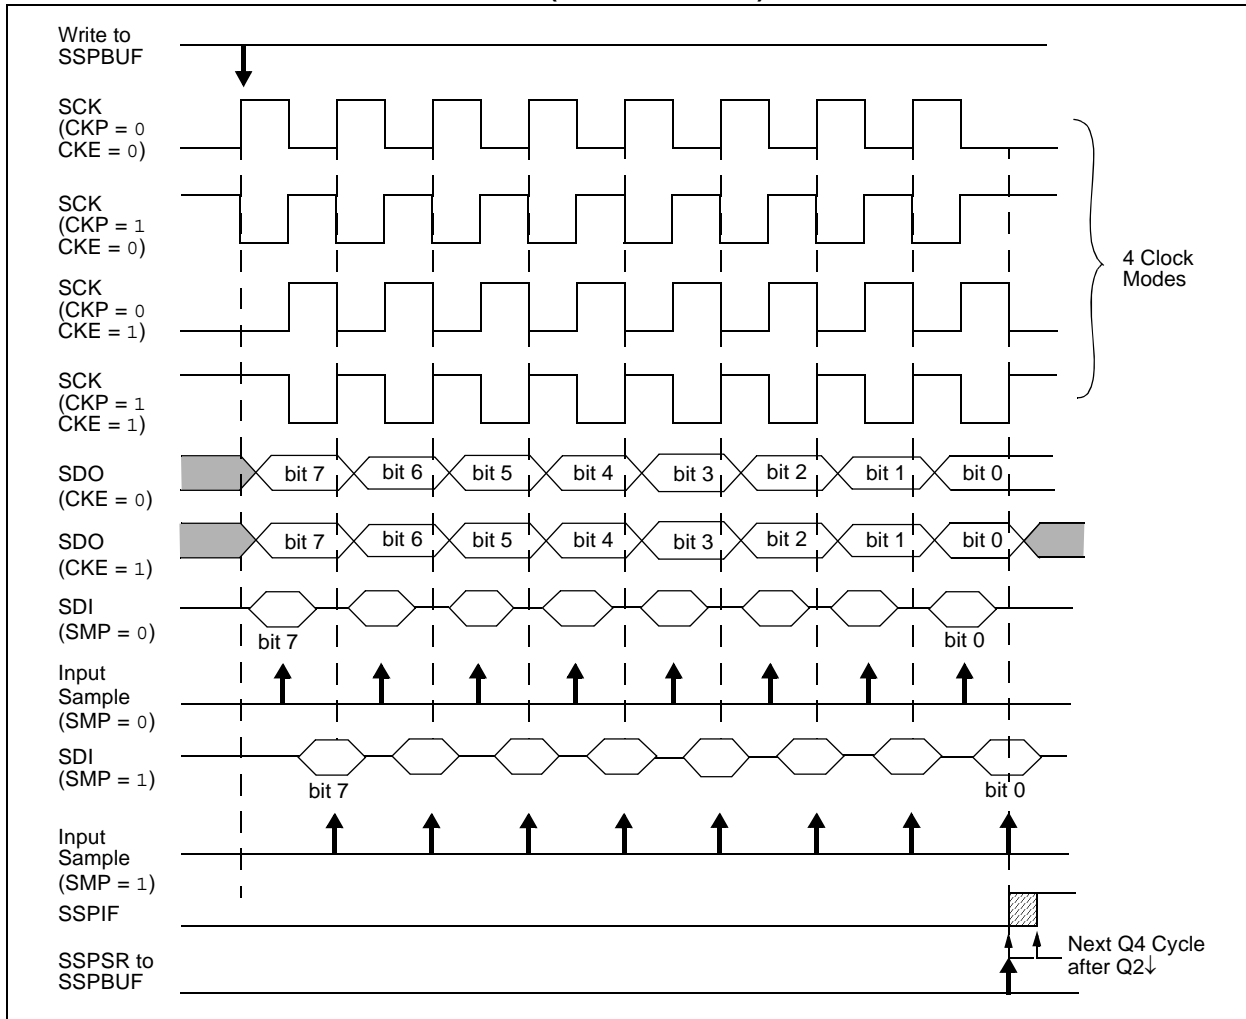 Write to
SSPBUF
SCK
(CKP = 0
CKE = 0)
SCK
(CKP = 1
CKE = 0)
SCK
(CKP = 0
CKE = 1)
SCK
(CKP = 1
CKE = 1)
4 Clock
Modes
SDO
(CKE = 0)
bit 7 bit 6 bit 5 bit 4 bit 3 bit 2 bit 1 bit 0
SDO
(CKE = 1)
bit 7 bit 6 bit 5 bit 4 bit 3 bit 2 bit 1 bit 0
SDI
(SMP = 0)
bit 7 bit 0
Input
Sample
(SMP = 0)
SDI
(SMP = 1)
bit 7 bit 0
Input
Sample
(SMP = 1)
SSPIF
Next Q4 Cycle
after Q2↓
SSPSR to
SSPBUF